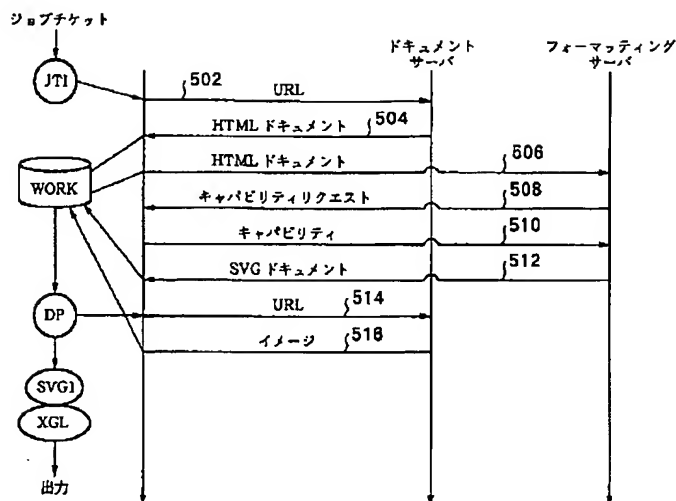 ジョブチケット
ドキュメント
サーバ
フォーマッティング
サーバ
JTI
502
URL
HTML ドキュメント
504
WORK
HTML ドキュメント
506
キャパビリティリクエスト
508
キャパビリティ
510
SVG ドキュメント
512
DP
URL
514
イメージ
516
SVGI
XGL
出力